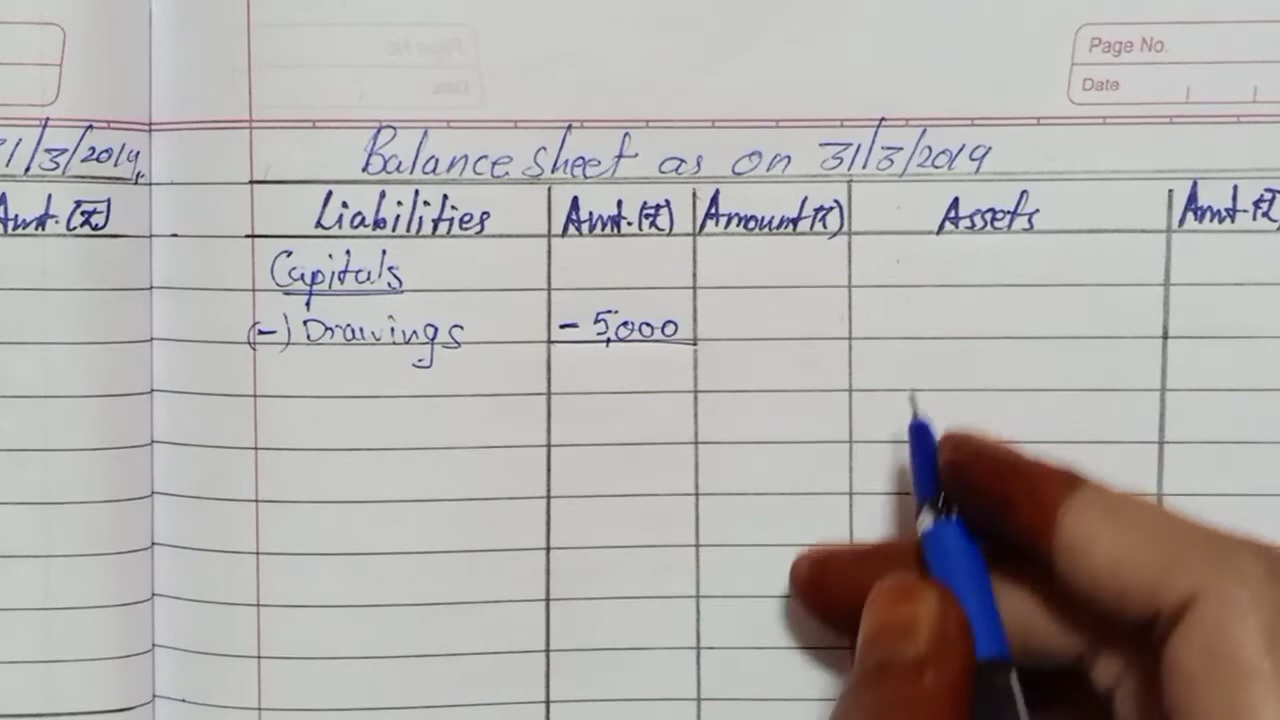 Page No.
Date
31/3/2019
Balance sheet as on 31/3/2019
Amt.(₹)
Liabilities Amt.(₹) Amount(₹) Assets Amt.(₹
Capitals
(-) Drawings - 5,000